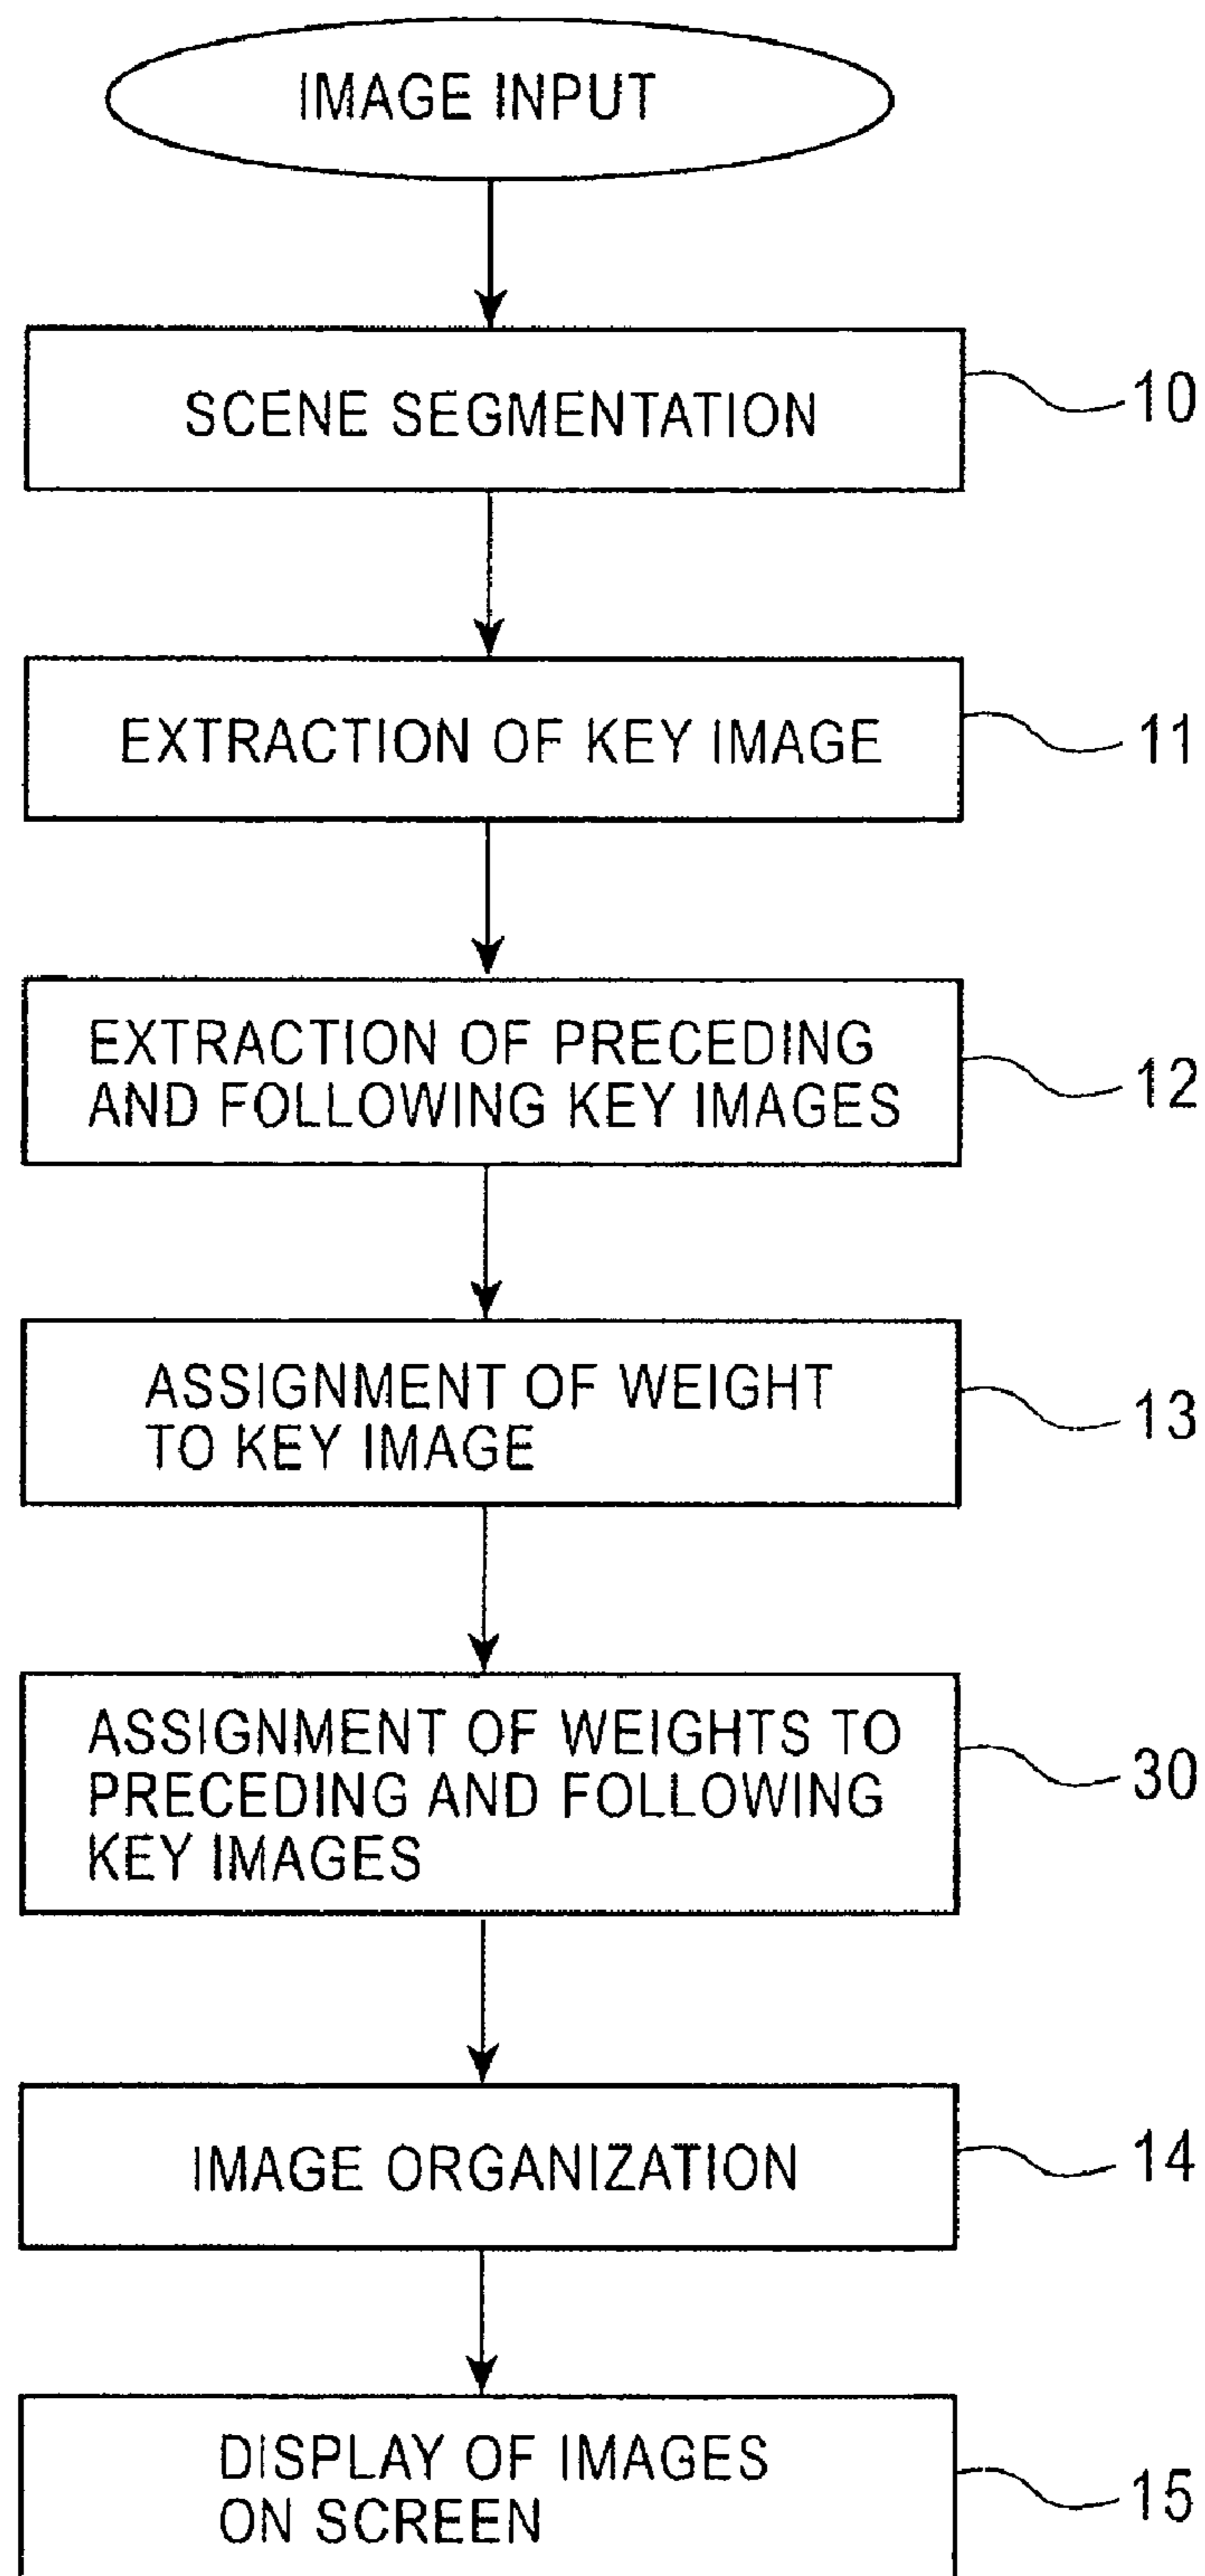 IMAGE INPUT
SCENE SEGMENTATION
10
EXTRACTION OF KEY IMAGE
11
EXTRACTION OF PRECEDING
AND FOLLOWING KEY IMAGES
12
ASSIGNMENT OF WEIGHT
TO KEY IMAGE
13
ASSIGNMENT OF WEIGHTS TO
PRECEDING AND FOLLOWING
KEY IMAGES
30
IMAGE ORGANIZATION
14
DISPLAY OF IMAGES
ON SCREEN
15